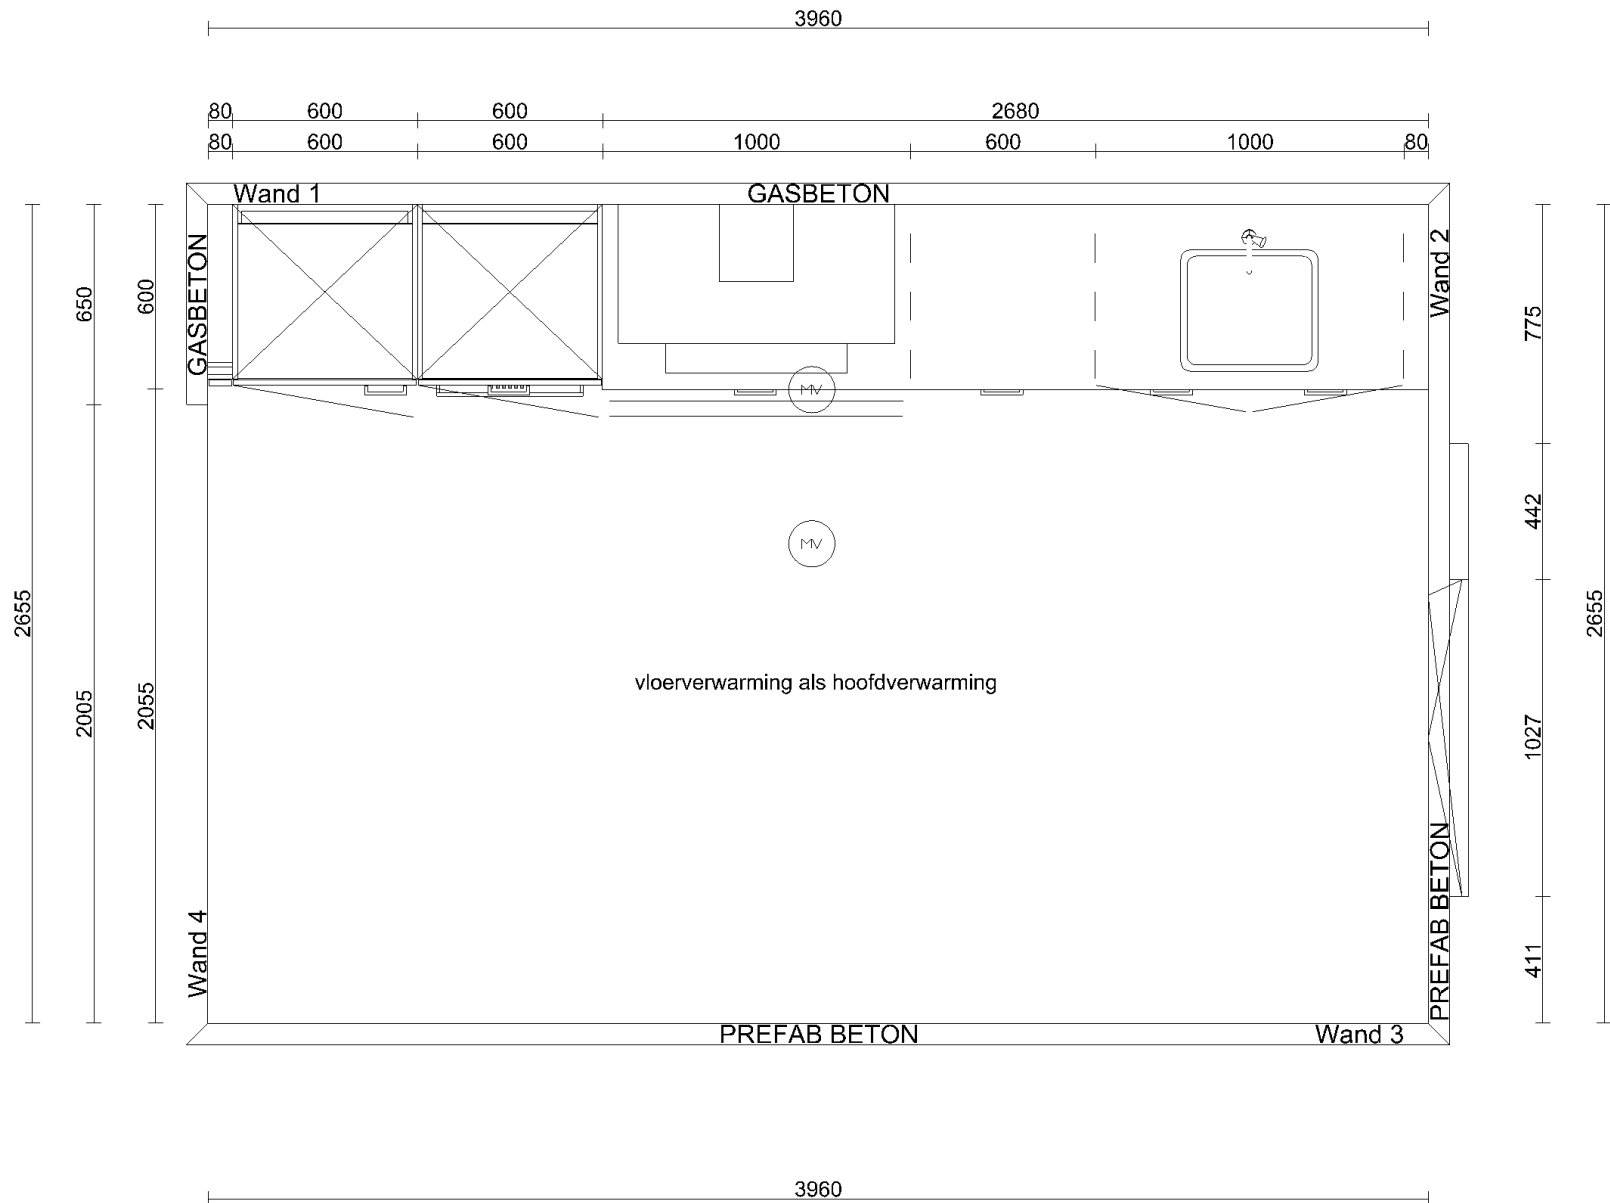 3960
80 600 600 2680
80 600 600 1000 600 1000 80
Wand 1 GASBETON
GASBETON
Wand 2
650
600
775
MV
442
MV
2655
2655
vloerverwarming als hoofdverwarming
2005
2055
1027
PREFAB BETON
Wand 4
411
PREFAB BETON Wand 3
3960